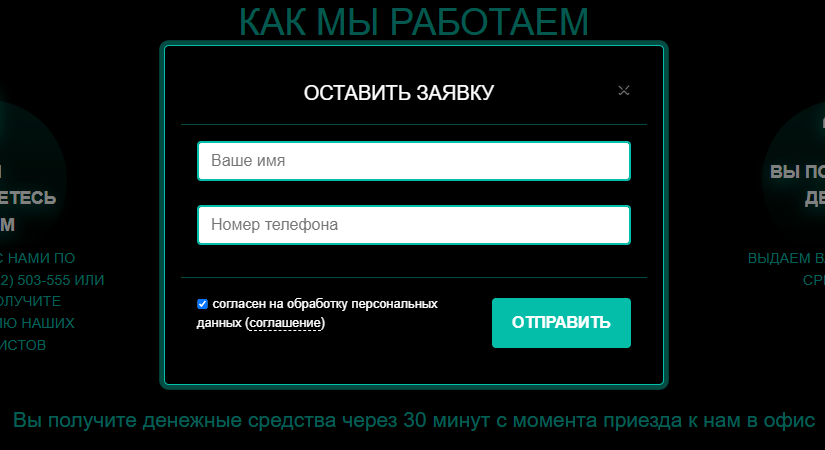 КАК МЫ РАБОТАЕМ
ОСТАВИТЬ ЗАЯВКУ
Ваше имя
ВЫ ПО
ЕТЕСЬ
ДЕ
М
Номер телефона
С НАМИ ПО
2) 503-555 ИЛИ
ОЛУЧИТЕ
ИЮ НАШИХ
ИСТОВ
ВЫДАЕМ В
СРЕ
согласен на обработку персональных
данных (соглашение)
ОТПРАВИТЬ
Вы получите денежные средства через 30 минут с момента приезда к нам в офис